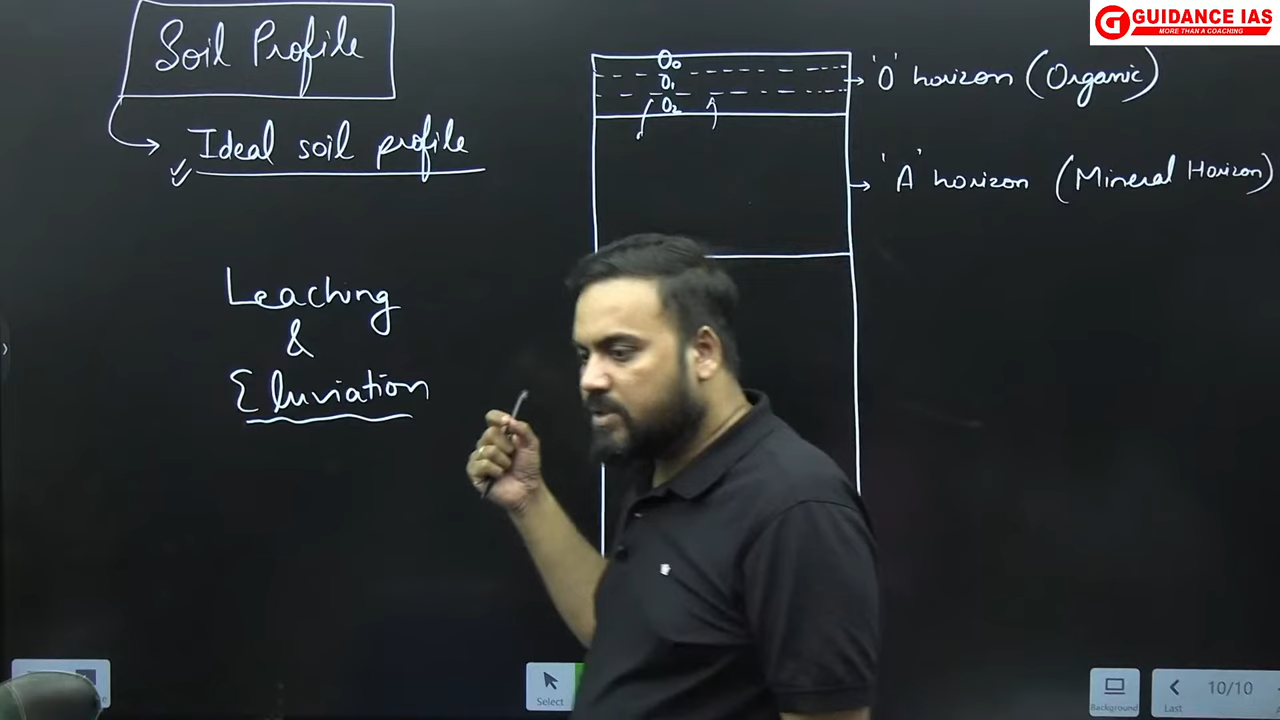 GUIDANCE IAS
MORE THAN A COACHING
Soil Profile
Ideal soil profile
Leaching
&
Eluviation
O₀
O₁
O₂
'O' horizon (Organic)
'A' horizon (Mineral Horizon)
Select
Background
Last
10/10